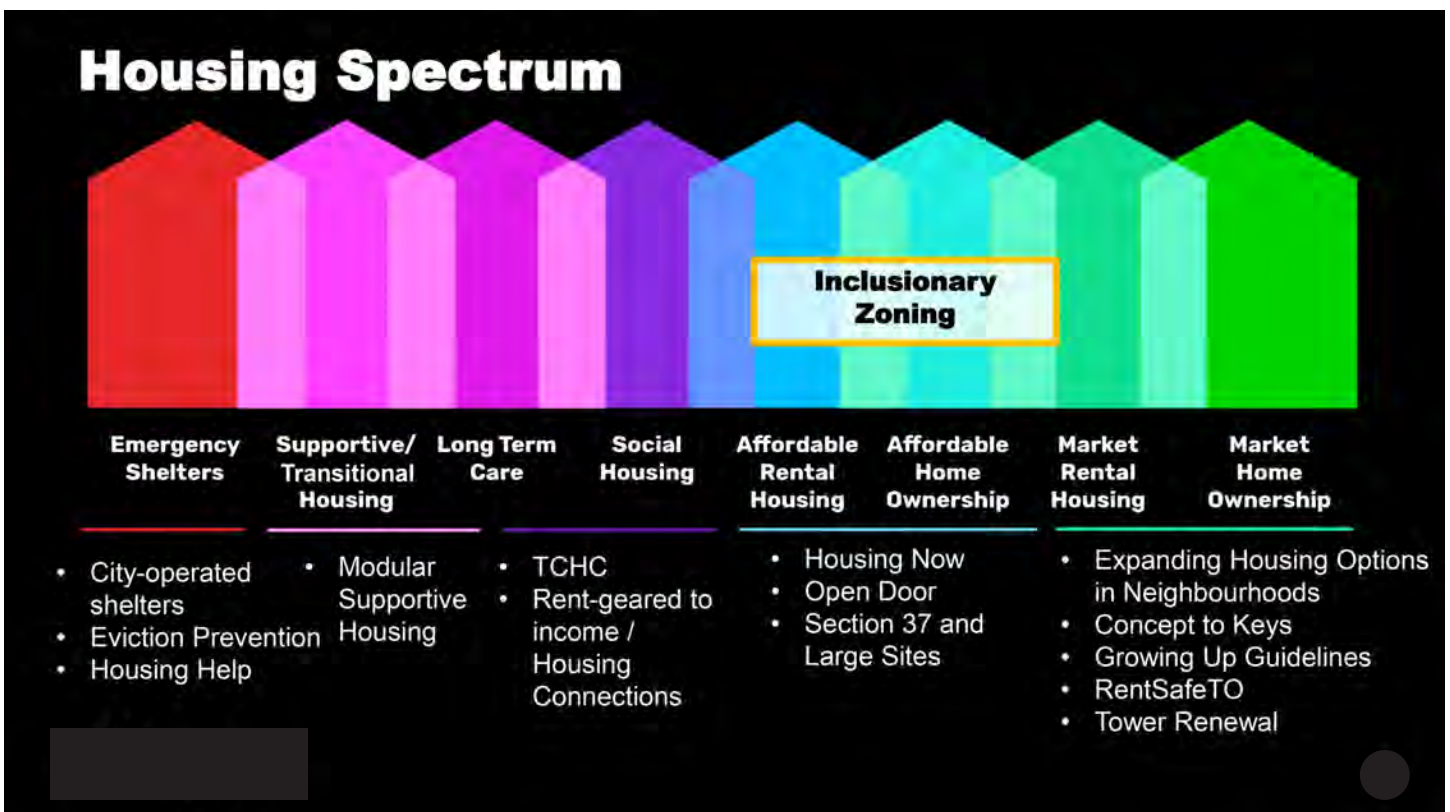 Housing Spectrum
Inclusionary
Zoning
Emergency
Shelters
Supportive/
Transitional
Housing
Long Term
Care
Social
Housing
Affordable
Rental
Housing
Affordable
Home
Ownership
Market
Rental
Housing
Market
Home
Ownership
• City-operated
shelters
• Eviction Prevention
• Housing Help
• Modular
Supportive
Housing
• TCHC
• Rent-geared to
income /
Housing
Connections
• Housing Now
• Open Door
• Section 37 and
Large Sites
• Expanding Housing Options
in Neighbourhoods
• Concept to Keys
• Growing Up Guidelines
• RentSafeTO
• Tower Renewal